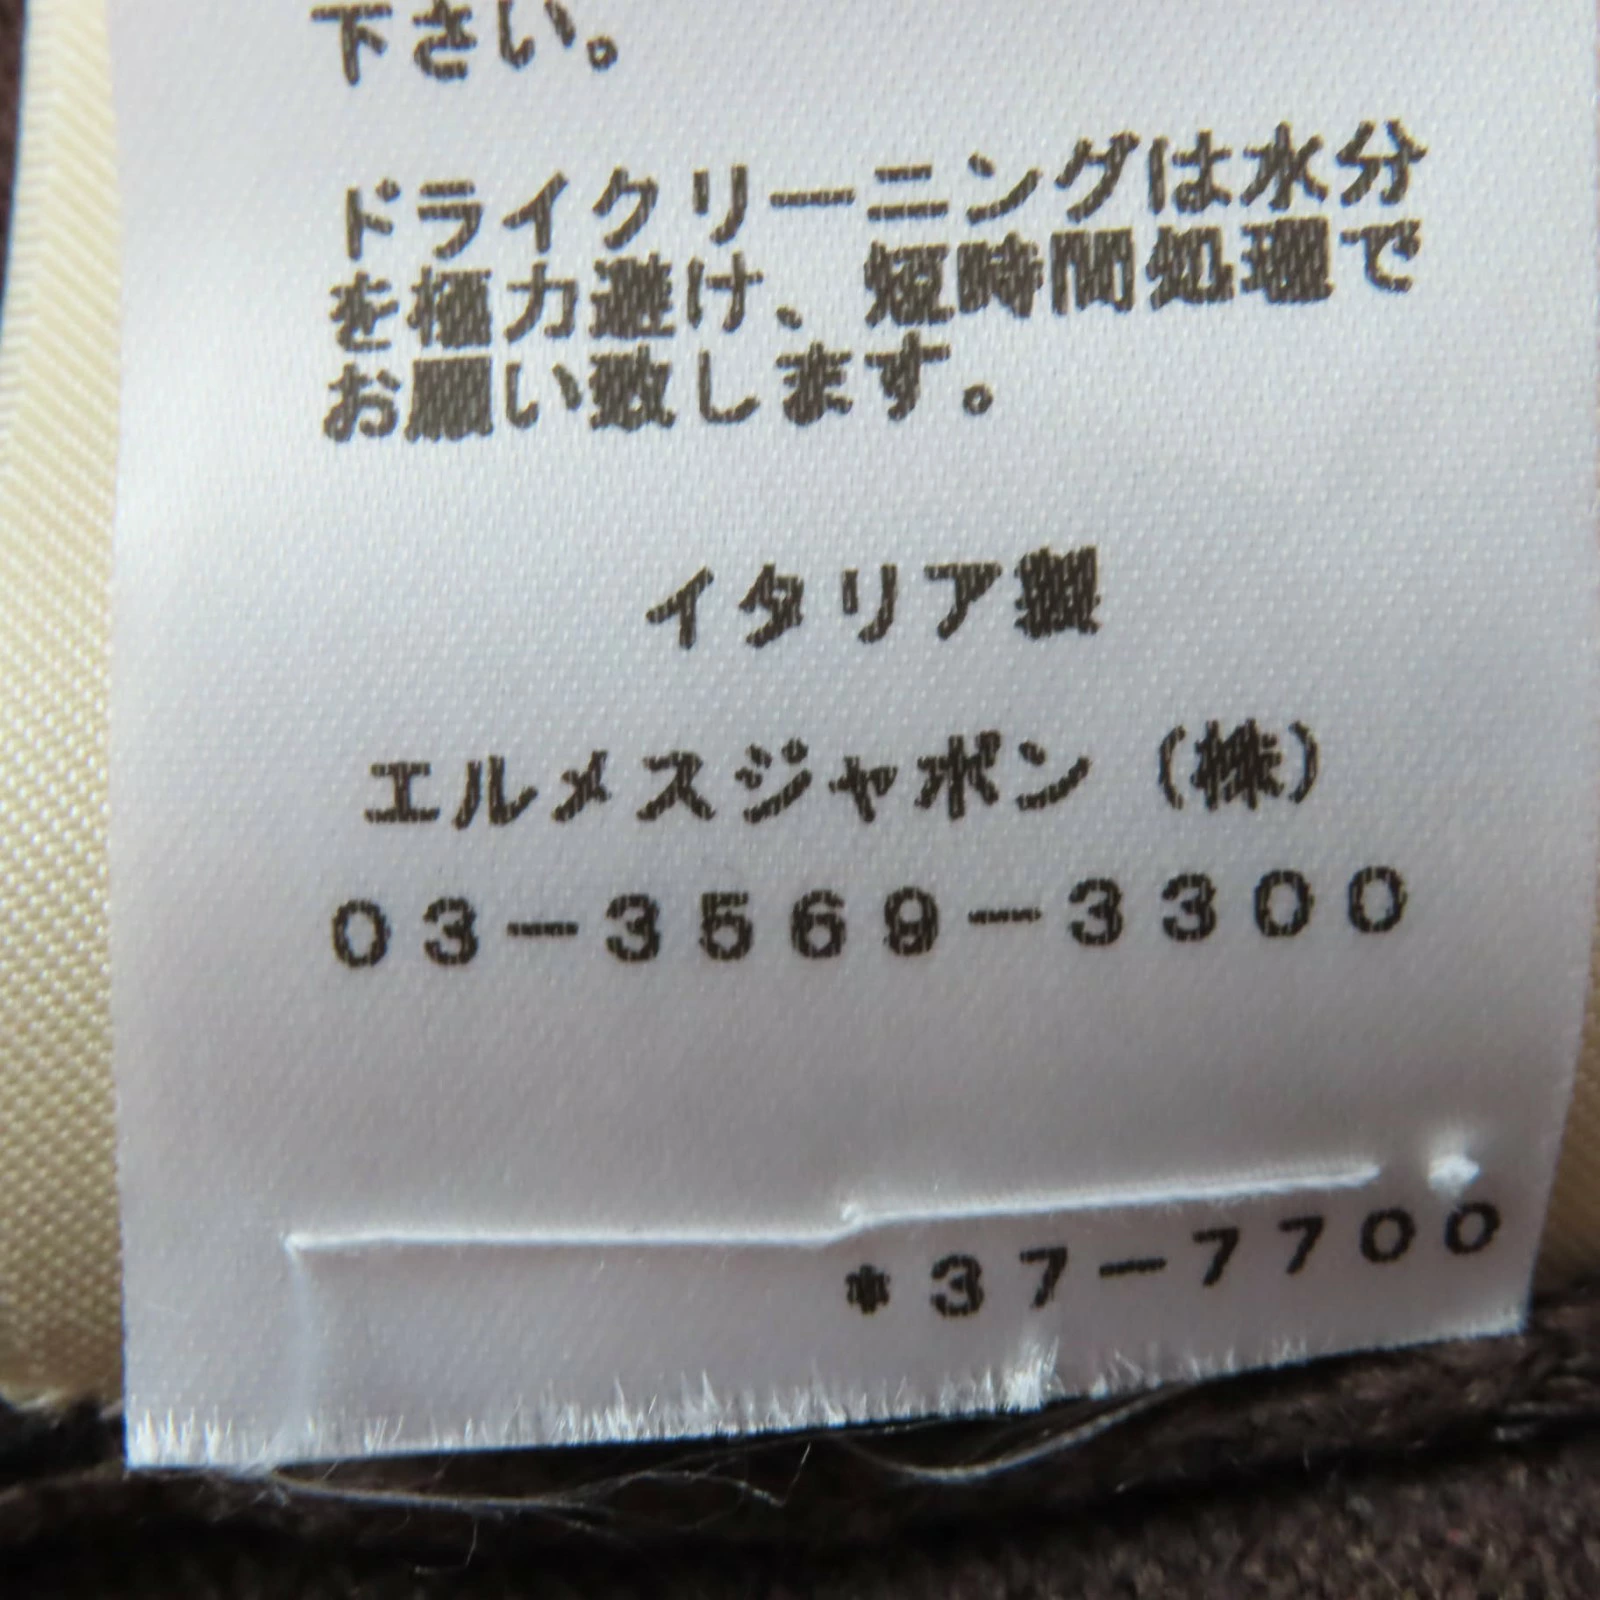 下さい。
ドライクリーニングは水分
を極力避け、短時間処理で
お願い致します。
イタリア製
エルメスジャポン（株）
03-3569-3300
*37-7700